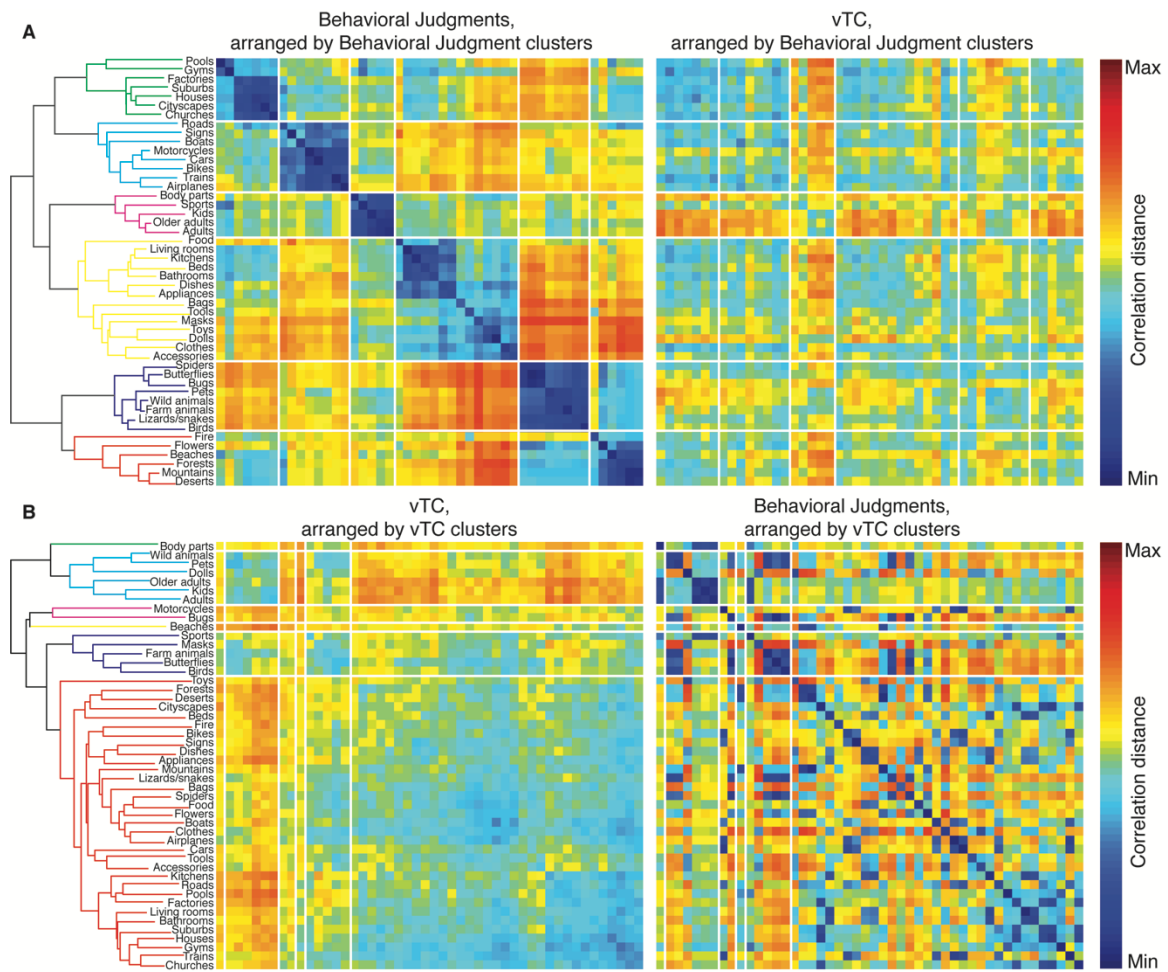 A
Behavioral Judgments,
arranged by Behavioral Judgment clusters
vTC,
arranged by Behavioral Judgment clusters
Pools
Gyms
Factories
Suburbs
Houses
Cityscapes
Churches
Roads
Signs
Boats
Motorcycles
Cars
Bikes
Trains
Airplanes
Body parts
Sports
Kids
Older adults
Adults
Food
Living rooms
Kitchens
Beds
Bathrooms
Dishes
Appliances
Bags
Tools
Masks
Toys
Dolls
Clothes
Accessories
Spiders
Butterflies
Bugs
Pets
Wild animals
Farm animals
Lizards/snakes
Birds
Fire
Flowers
Beaches
Forests
Mountains
Deserts
Max
Correlation distance
Min
B
vTC,
arranged by vTC clusters
Behavioral Judgments,
arranged by vTC clusters
Body parts
Wild animals
Pets
Dolls
Older adults
Kids
Adults
Motorcycles
Bugs
Beaches
Sports
Masks
Farm animals
Butterflies
Birds
Toys
Forests
Deserts
Cityscapes
Beds
Fire
Bikes
Signs
Dishes
Appliances
Mountains
Lizards/snakes
Bags
Spiders
Food
Flowers
Boats
Clothes
Airplanes
Cars
Tools
Accessories
Kitchens
Roads
Pools
Factories
Living rooms
Bathrooms
Suburbs
Houses
Gyms
Trains
Churches
Max
Correlation distance
Min